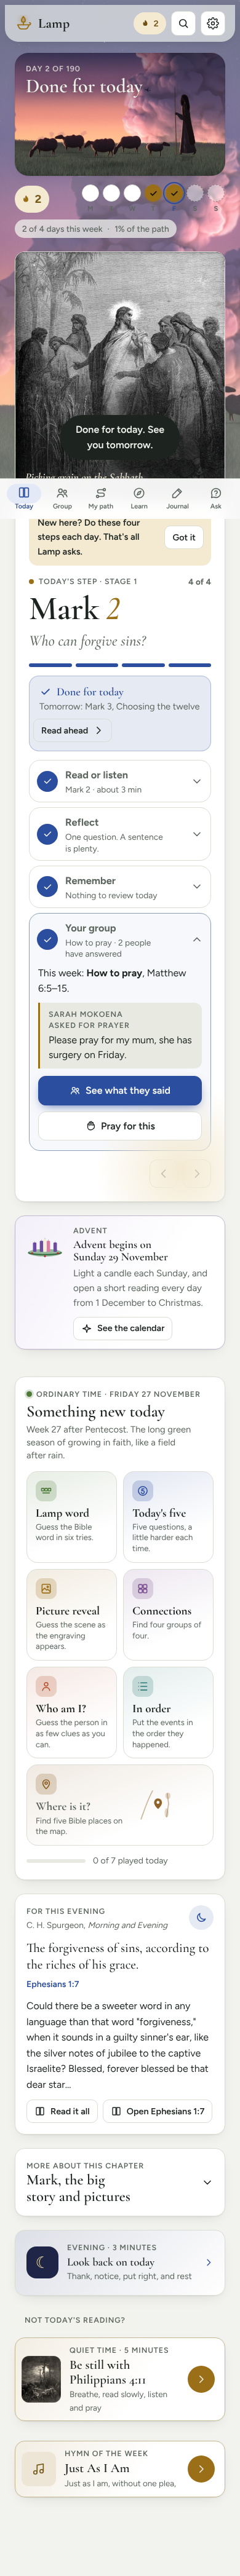 Lamp
2
DAY 2 OF 190
Done for today
2
S
2 of 4 days this week · 1% of the path
Done for today. See
you tomorrow.
Picking grain on the Sabbath
Today
Group
My path
Learn
Journal
Ask
New here? Do these four
steps each day. That's all
Lamp asks.
Got it
TODAY'S STEP · STAGE 1
4 of 4
Mark 2
Who can forgive sins?
Done for today
Tomorrow: Mark 3, Choosing the twelve
Read ahead
Read or listen
Mark 2 · about 3 min
Reflect
One question. A sentence
is plenty.
Remember
Nothing to review today
Your group
How to pray · 2 people
have answered
This week: How to pray, Matthew
6:5–15.
SARAH MOKOENA
ASKED FOR PRAYER
Please pray for my mum, she has
surgery on Friday.
See what they said
Pray for this
ADVENT
Advent begins on
Sunday 29 November
Light a candle each Sunday, and
open a short reading every day
from 1 December to Christmas.
See the calendar
ORDINARY TIME · FRIDAY 27 NOVEMBER
Something new today
Week 27 after Pentecost. The long green
season of growing in faith, like a field
after rain.
Lamp word
Guess the Bible
word in six tries.
Today's five
Five questions, a
little harder each
time.
Picture reveal
Guess the scene as
the engraving
appears.
Connections
Find four groups of
four.
Who am I?
Guess the person in
as few clues as you
can.
In order
Put the events in
the order they
happened.
Where is it?
Find five Bible places on
the map.
0 of 7 played today
FOR THIS EVENING
C. H. Spurgeon, Morning and Evening
The forgiveness of sins, according to
the riches of his grace.
Ephesians 1:7
Could there be a sweeter word in any
language than that word "forgiveness,"
when it sounds in a guilty sinner's ear, like
the silver notes of jubilee to the captive
Israelite? Blessed, forever blessed be that
dear star…
Read it all
Open Ephesians 1:7
MORE ABOUT THIS CHAPTER
Mark, the big
story and pictures
EVENING · 3 MINUTES
Look back on today
Thank, notice, put right, and rest
NOT TODAY'S READING?
QUIET TIME · 5 MINUTES
Be still with
Philippians 4:11
Breathe, read slowly, listen
and pray
HYMN OF THE WEEK
Just As I Am
Just as I am, without one plea,